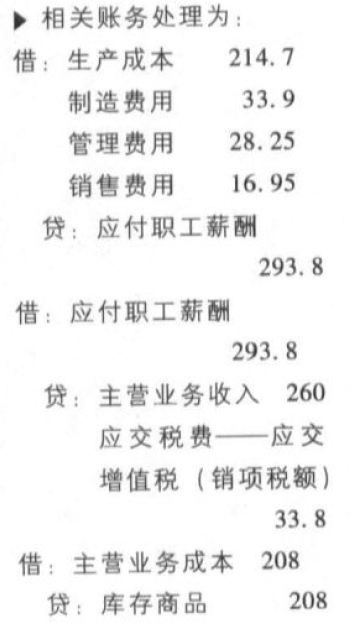 ▶ 相关账务处理为:
借: 生产成本 214.7
制造费用 33.9
管理费用 28.25
销售费用 16.95
贷: 应付职工薪酬
293.8
借: 应付职工薪酬
293.8
贷: 主营业务收入 260
应交税费——应交
增值税 (销项税额)
33.8
借: 主营业务成本 208
贷: 库存商品 208